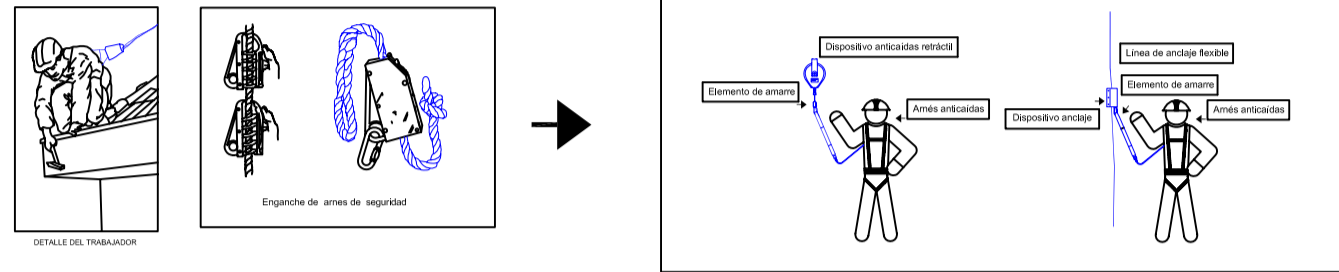 DETALLE DEL TRABAJADOR
Enganche de arnes de seguridad
Dispositivo anticaidas retráctil
Elemento de amarre
Arnés anticaídas
Línea de anclaje flexible
Elemento de amarre
Dispositivo anclaje
Arnés anticaídas